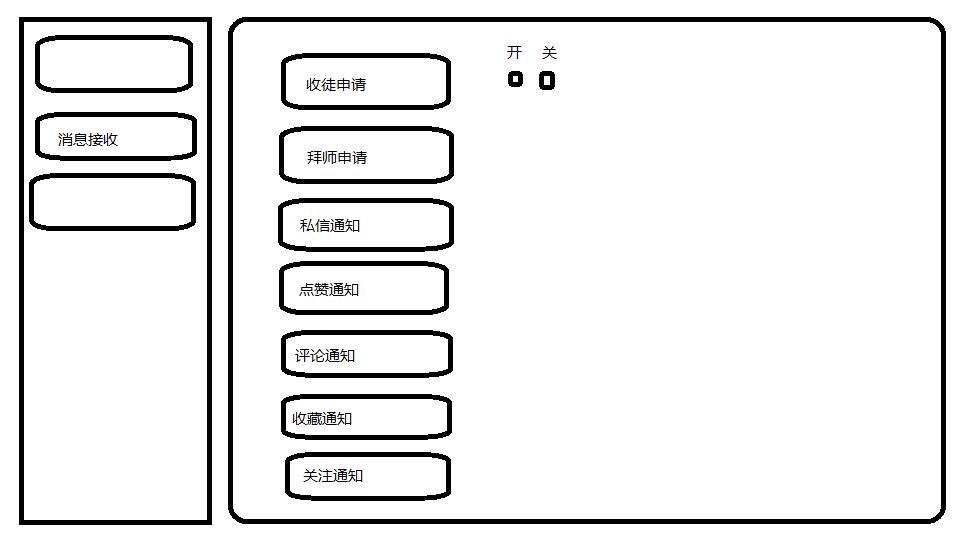 消息接收
开 关
收徒申请
拜师申请
私信通知
点赞通知
评论通知
收藏通知
关注通知